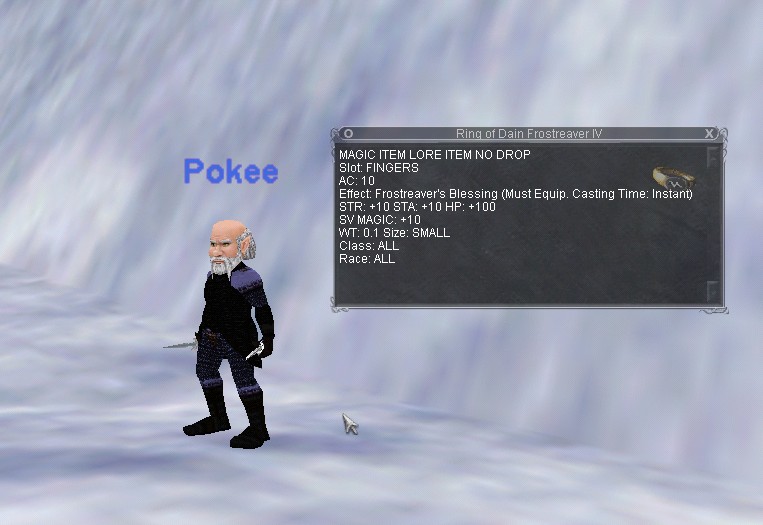 Pokee
Ring of Dain Frostreaver IV
MAGIC ITEM LORE ITEM NO DROP
Slot: FINGERS
AC: 10
Effect: Frostreaver's Blessing (Must Equip. Casting Time: Instant)
STR: +10 STA: +10 HP: +100
SV MAGIC: +10
WT: 0.1 Size: SMALL
Class: ALL
Race: ALL